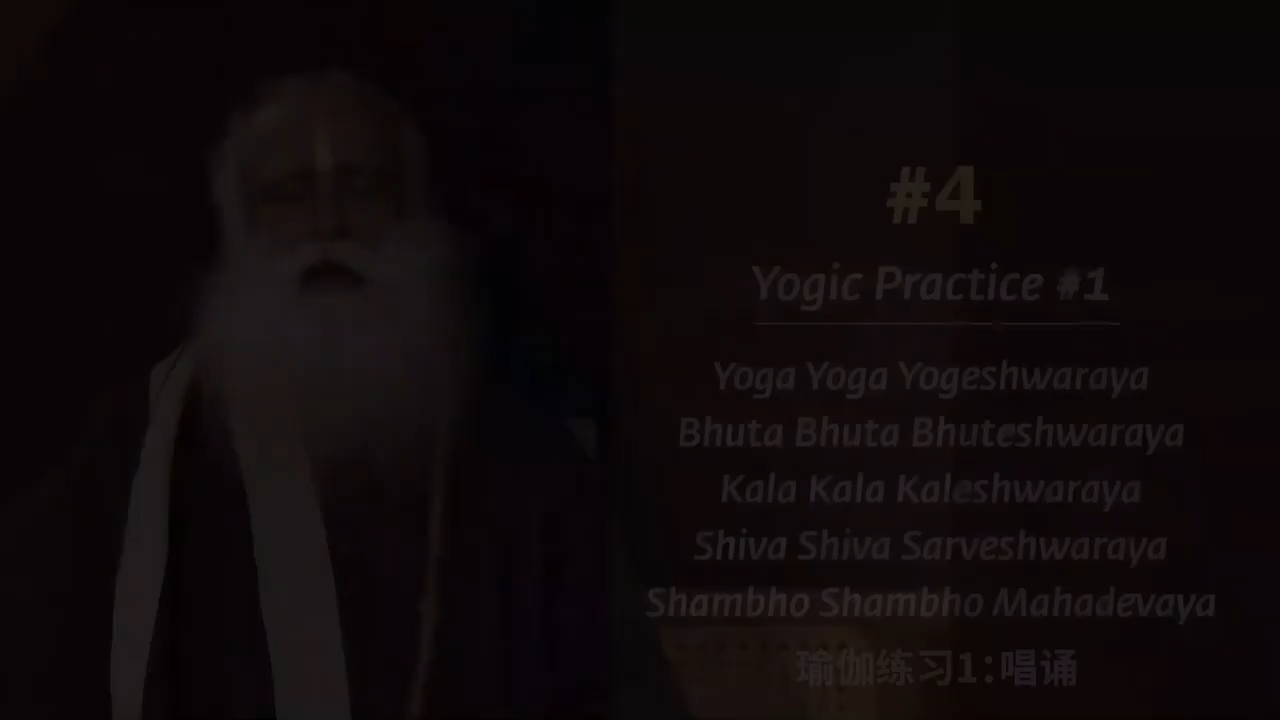 #4
Yogic Practice #1
Yoga Yoga Yogeshwaraya
Bhuta Bhuta Bhuteshwaraya
Kala Kala Kaleshwaraya
Shiva Shiva Sarveshwaraya
Shambho Shambho Mahadevaya
瑜伽练习1:唱诵